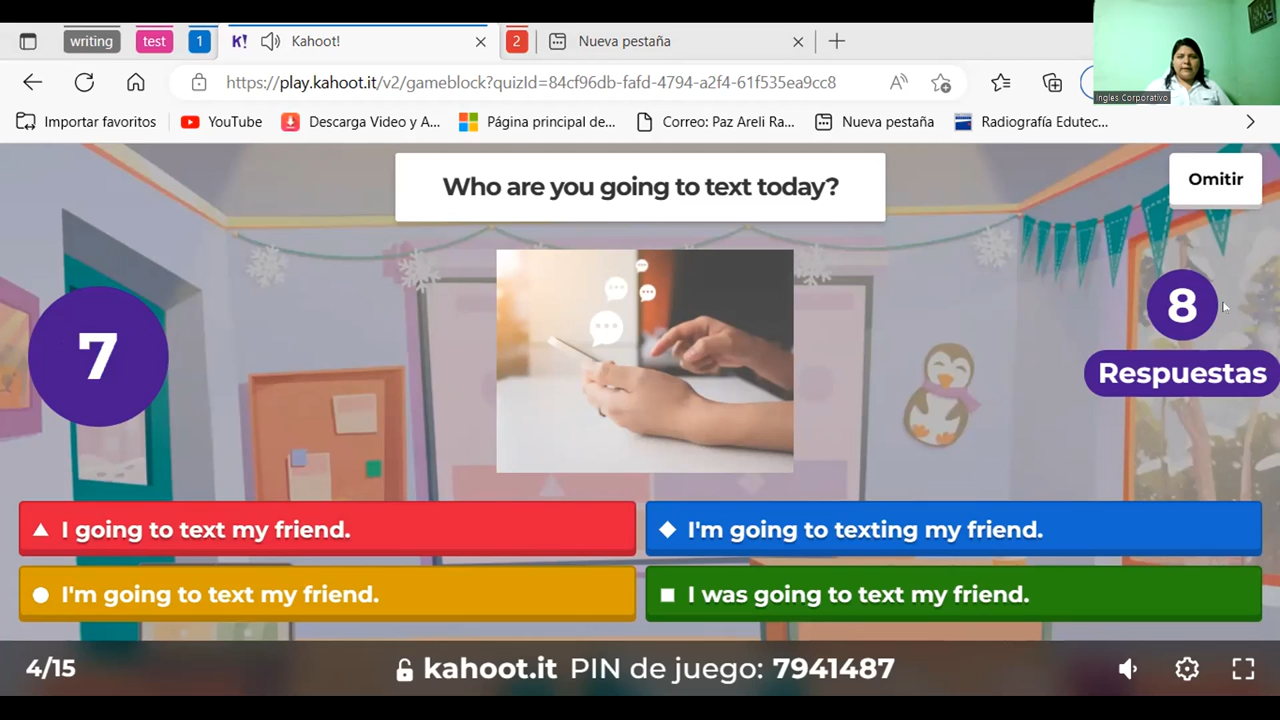 writing
test
1
K!
Kahoot!
2
Nueva pestaña
https://play.kahoot.it/v2/gameblock?quizId=84cf96db-fafd-4794-a2f4-61f535ea9cc8
Ingles Corporativo
Importar favoritos
YouTube
Descarga Video y A...
Página principal de...
Correo: Paz Areli Ra...
Nueva pestaña
Radiografía Edutec...
Who are you going to text today?
Omitir
7
8
Respuestas
I going to text my friend.
I'm going to texting my friend.
I'm going to text my friend.
I was going to text my friend.
4/15
kahoot.it PIN de juego: 7941487